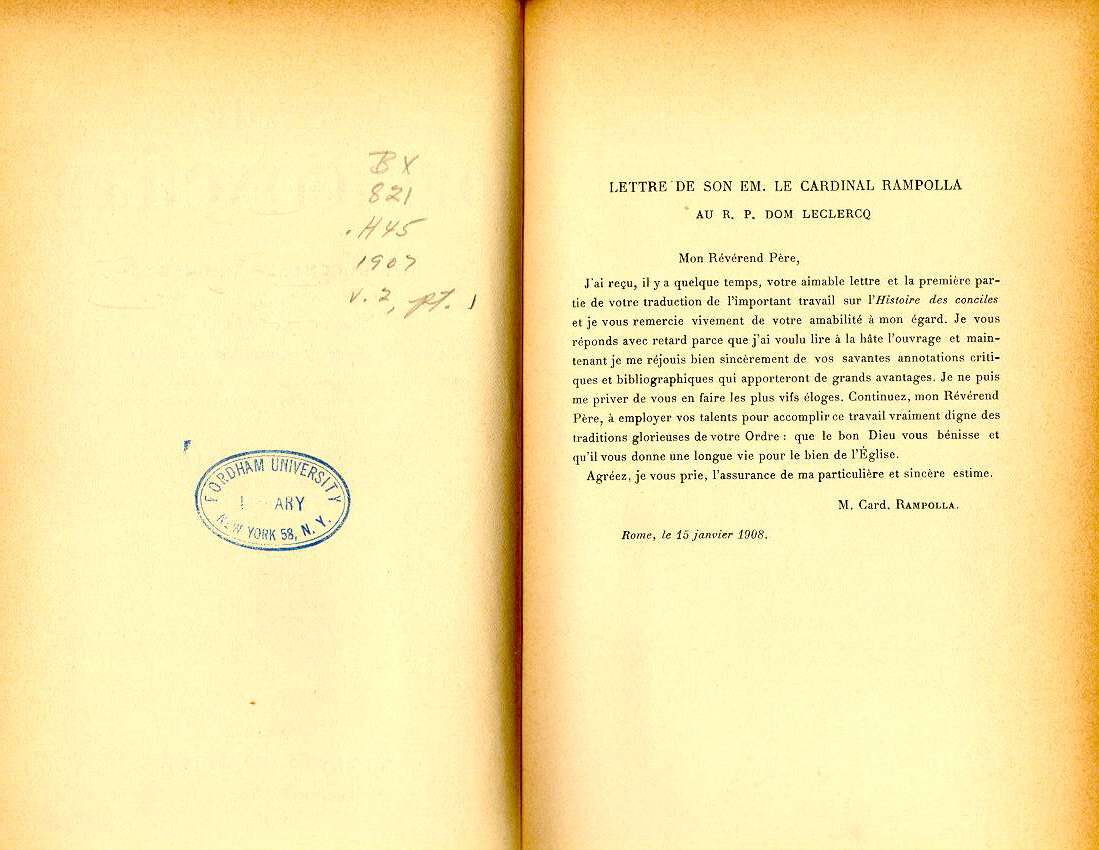 BX
821
.H45
1907
v. 2, pt. 1
FORDHAM UNIVERSITY
NEW YORK 58, N. Y.
LETTRE DE SON EM. LE CARDINAL RAMPOLLA
AU R. P. DOM LECLERCQ
Mon Révérend Père,
J'ai reçu, il y a quelque temps, votre aimable lettre et la première par-
tie de votre traduction de l'important travail sur l'Histoire des conciles
et je vous remercie vivement de votre amabilité à mon égard. Je vous
réponds avec retard parce que j'ai voulu lire à la hâte l'ouvrage et main-
tenant je me réjouis bien sincèrement de vos savantes annotations criti-
ques et bibliographiques qui apporteront de grands avantages. Je ne puis
me priver de vous en faire les plus vifs éloges. Continuez, mon Révérend
Père, à employer vos talents pour accomplir ce travail vraiment digne des
traditions glorieuses de votre Ordre : que le bon Dieu vous bénisse et
qu'il vous donne une longue vie pour le bien de l'Église.
Agréez, je vous prie, l'assurance de ma particulière et sincère estime.
M. Card. RAMPOLLA.
Rome, le 15 janvier 1908.